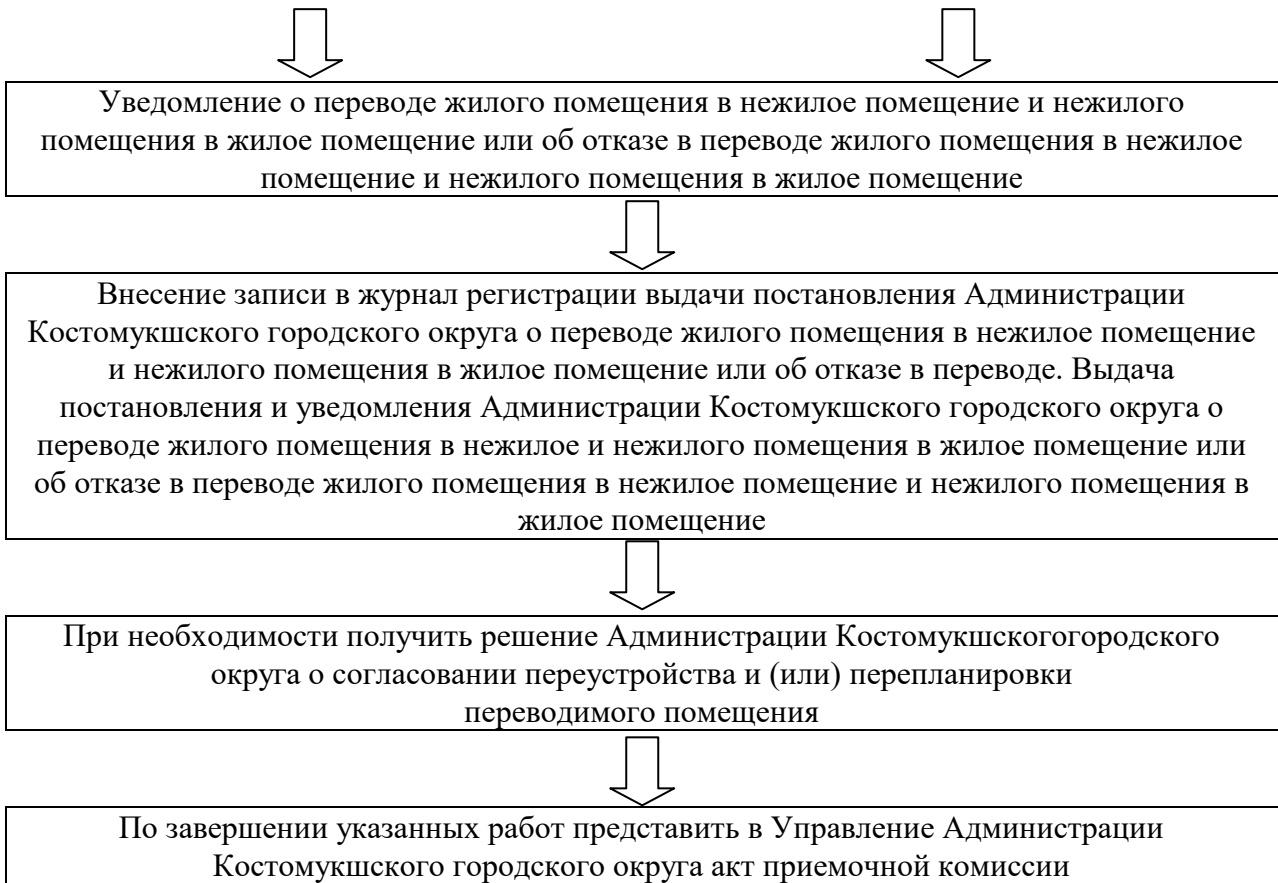 Уведомление о переводе жилого помещения в нежилое помещение и нежилого
помещения в жилое помещение или об отказе в переводе жилого помещения в нежилое
помещение и нежилого помещения в жилое помещение
Внесение записи в журнал регистрации выдачи постановления Администрации
Костомукшского городского округа о переводе жилого помещения в нежилое помещение
и нежилого помещения в жилое помещение или об отказе в переводе. Выдача
постановления и уведомления Администрации Костомукшского городского округа о
переводе жилого помещения в нежилое и нежилого помещения в жилое помещение или
об отказе в переводе жилого помещения в нежилое помещение и нежилого помещения в
жилое помещение
При необходимости получить решение Администрации Костомукшскогогородского
округа о согласовании переустройства и (или) перепланировки
переводимого помещения
По завершении указанных работ представить в Управление Администрации
Костомукшского городского округа акт приемочной комиссии